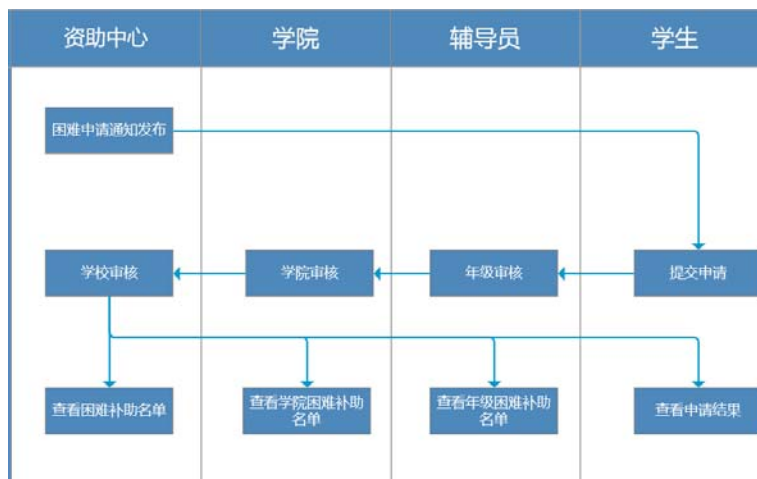 资助中心
学院
辅导员
学生
困难申请通知发布
学校审核
学院审核
年级审核
提交申请
查看困难补助名单
查看学院困难补助
名单
查看年级困难补助
名单
查看申请结果